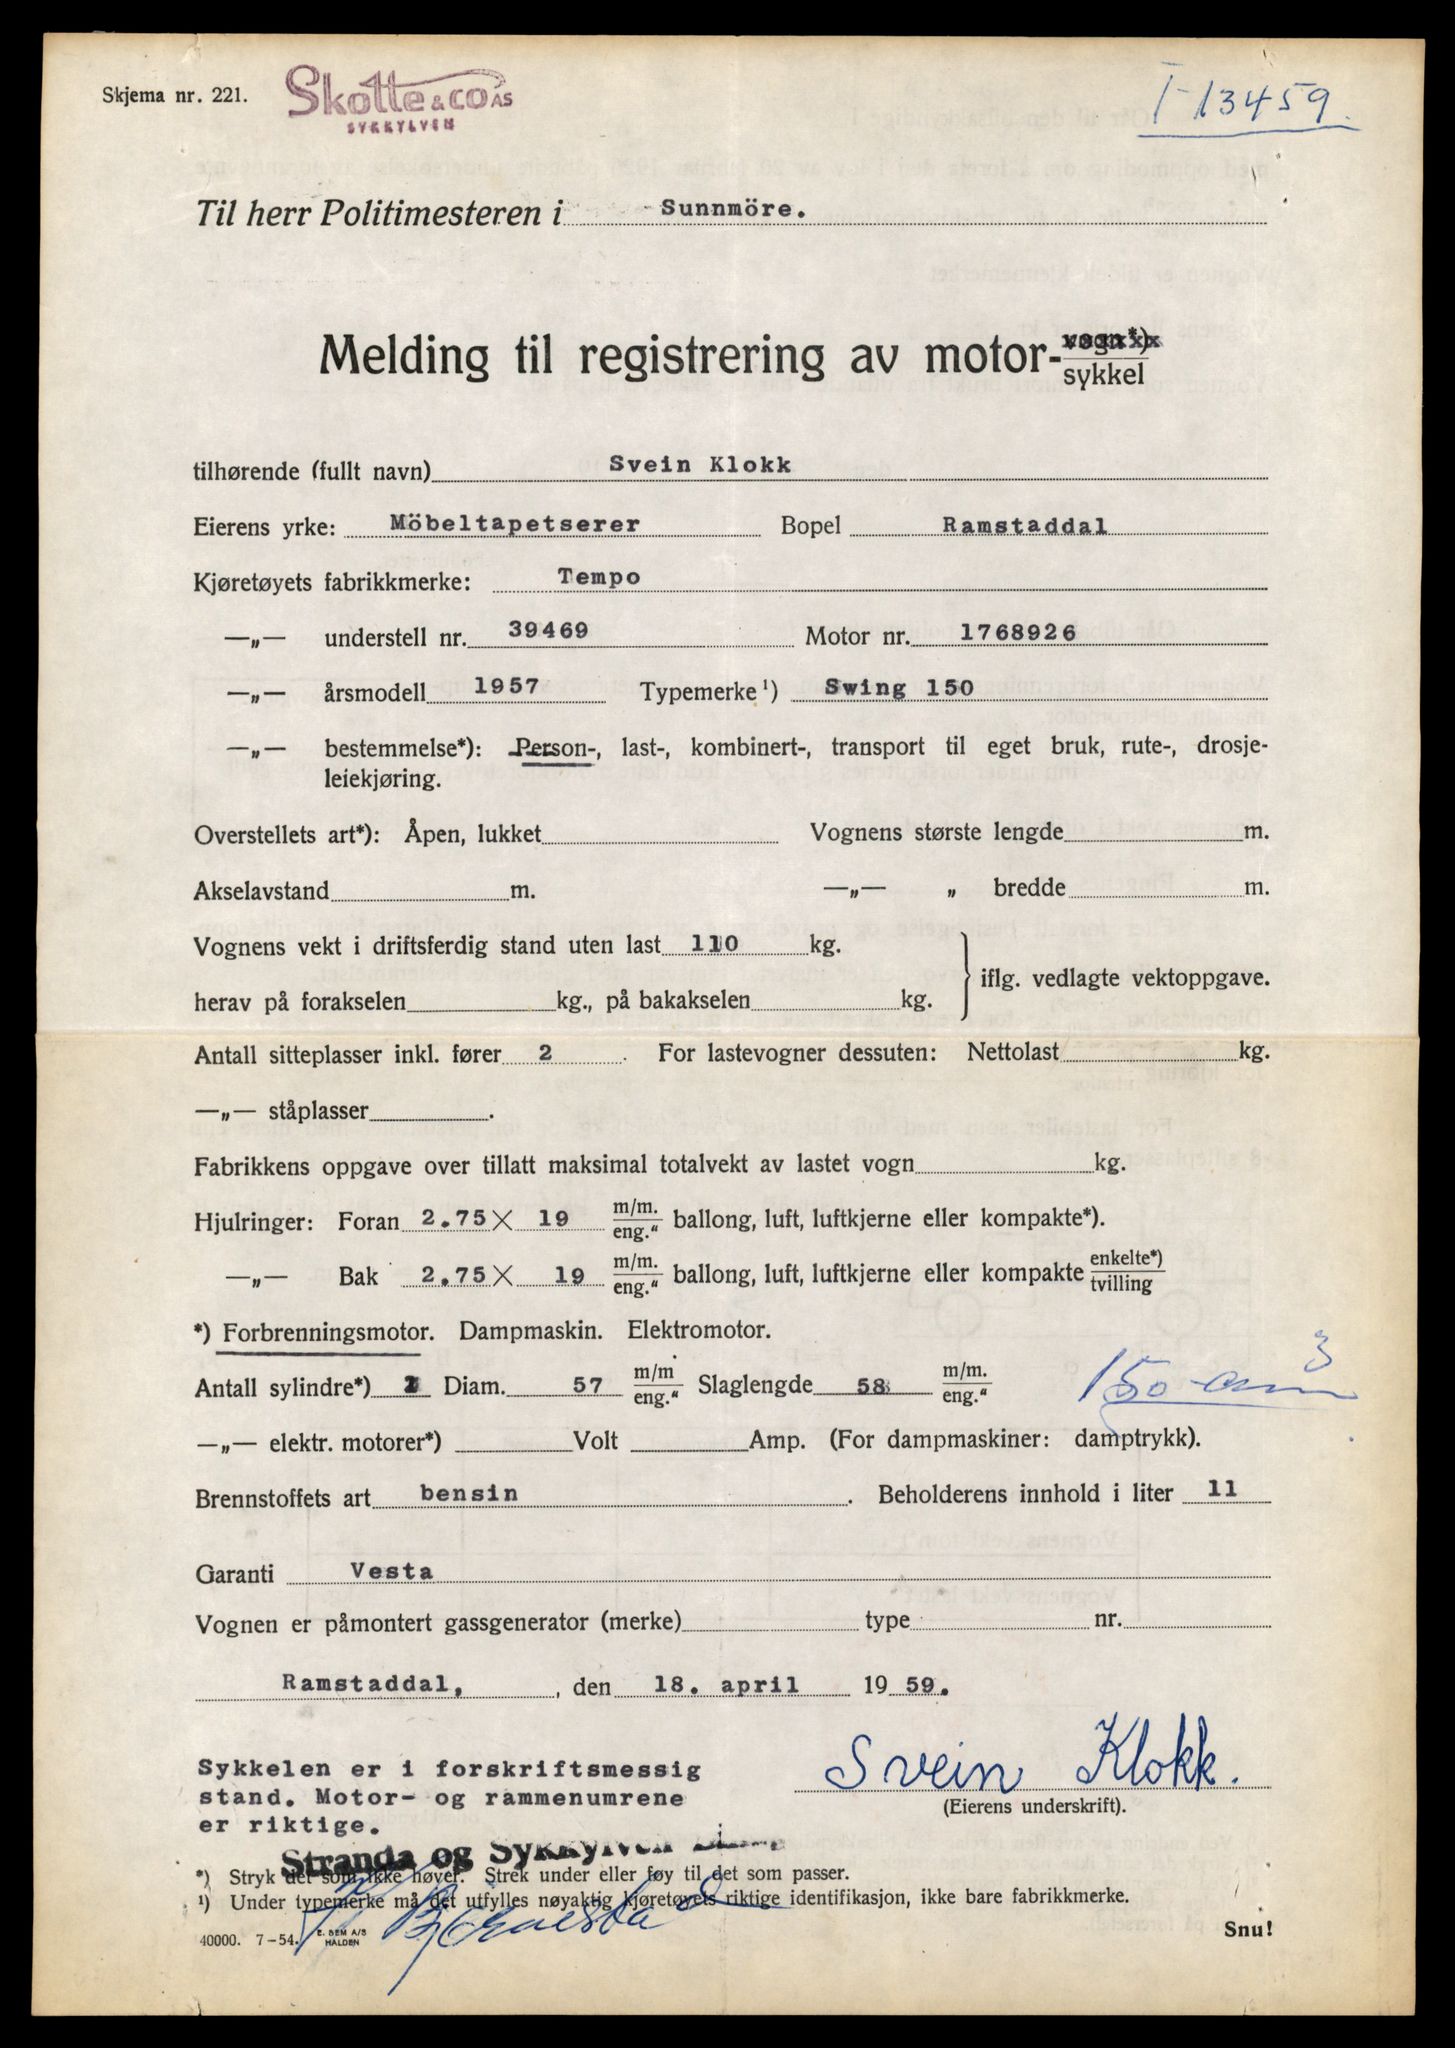 Skjema nr. 221.
Skotte & CO AS
SYKKYLVEN
T-13459.
Til herr Politimesteren i Sunnmöre.
Melding til registrering av motor-vogn*)
sykkel
tilhørende (fullt navn) Svein Klokk
Eierens yrke: Möbeltapetserer Bopel Ramstaddal
Kjøretøyets fabrikkmerke: Tempo
—„— understell nr. 39469 Motor nr. 1768926
—„— årsmodell 1957 Typemerke¹) Swing 150
—„— bestemmelse*): Person-, last-, kombinert-, transport til eget bruk, rute-, drosje-
leiekjøring.
Overstellets art*): Åpen, lukket Vognens største lengde m.
Akselavstand m. —„— „ bredde m.
Vognens vekt i driftsferdig stand uten last 110 kg.
herav på forakselen kg., på bakakselen kg. iflg. vedlagte vektoppgave.
Antall sitteplasser inkl. fører 2 . For lastevogner dessuten: Nettolast kg.
—„— ståplasser .
Fabrikkens oppgave over tillatt maksimal totalvekt av lastet vogn kg.
Hjulringer: Foran 2.75 X 19 m/m. eng.“ ballong, luft, luftkjerne eller kompakte*).
—„— Bak 2.75 X 19 m/m. eng.“ ballong, luft, luftkjerne eller kompakte enkelte*) tvilling
*) Forbrenningsmotor. Dampmaskin. Elektromotor.
Antall sylindre*) 1 Diam. 57 m/m eng.“ Slaglengde 58 m/m. eng.“ 150 cm³
—„— elektr. motorer*) Volt Amp. (For dampmaskiner: damptrykk).
Brennstoffets art bensin . Beholderens innhold i liter 11
Garanti Vesta
Vognen er påmontert gassgenerator (merke) type nr.
Ramstaddal, , den 18. april 19 59.
Sykkelen er i forskriftsmessig
stand. Motor- og rammenumrene
er riktige.
Svein Klokk.
(Eierens underskrift).
Stranda og Sykkylven
*) Stryk det som ikke høver. Strek under eller føy til det som passer.
¹) Under typemerke må det utfylles nøyaktig kjøretøyets riktige identifikasjon, ikke bare fabrikkmerke.
40000. 7-54. E. SEM A/S
HALDEN
Snu!